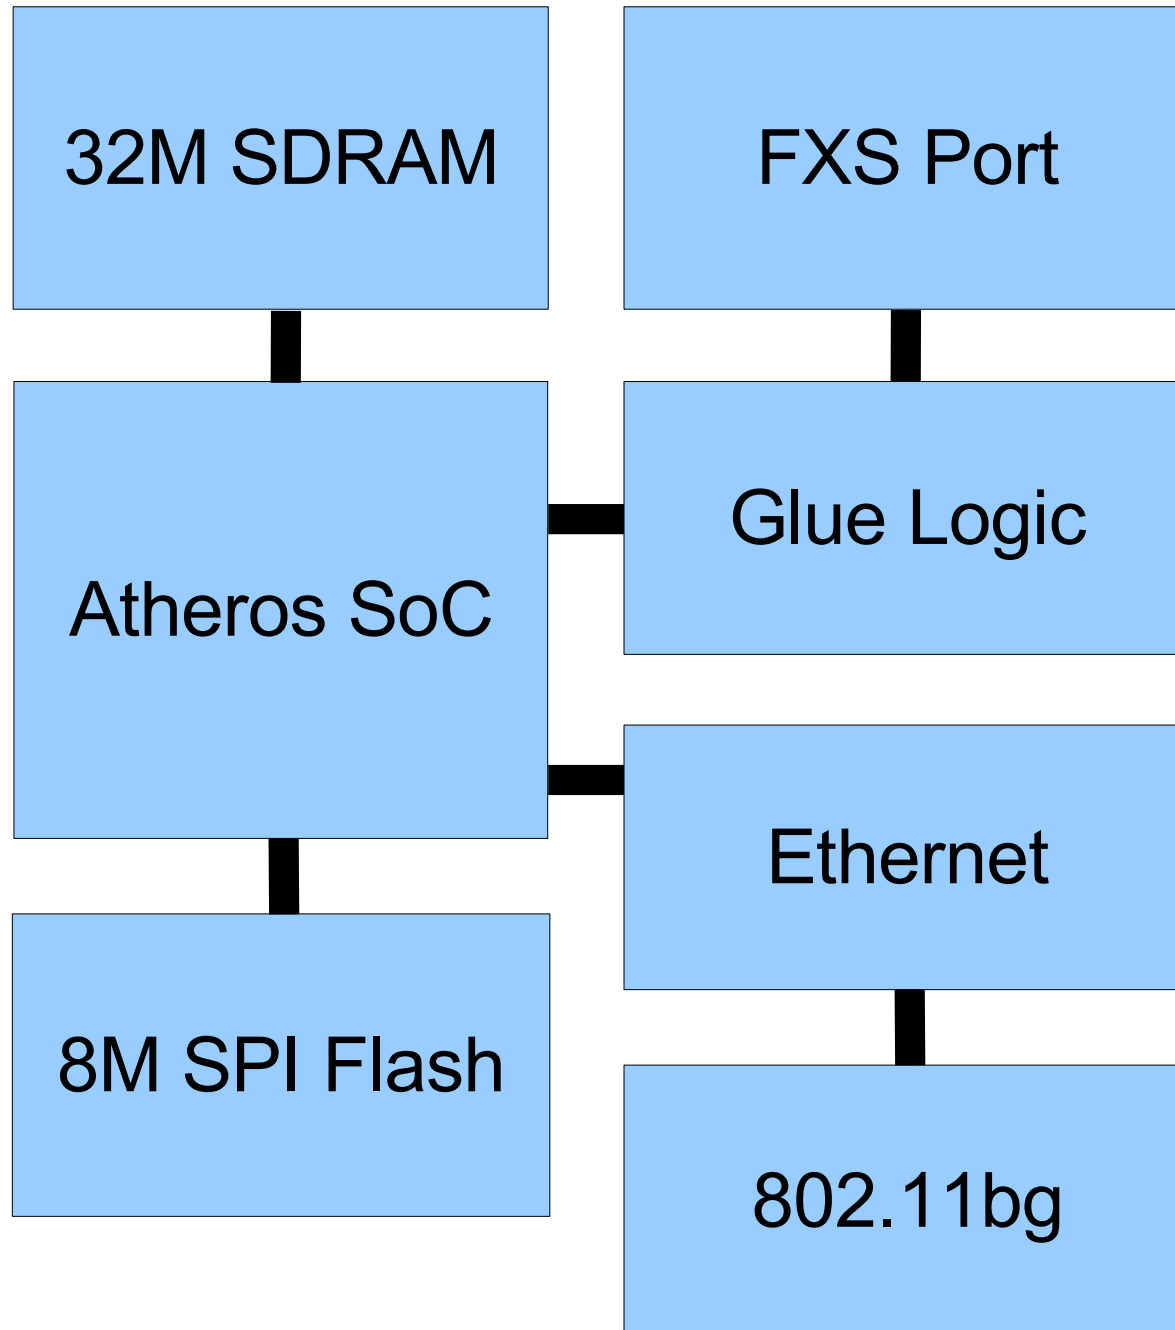 32M SDRAM
FXS Port
Glue Logic
Atheros SoC
Ethernet
8M SPI Flash
802.11bg